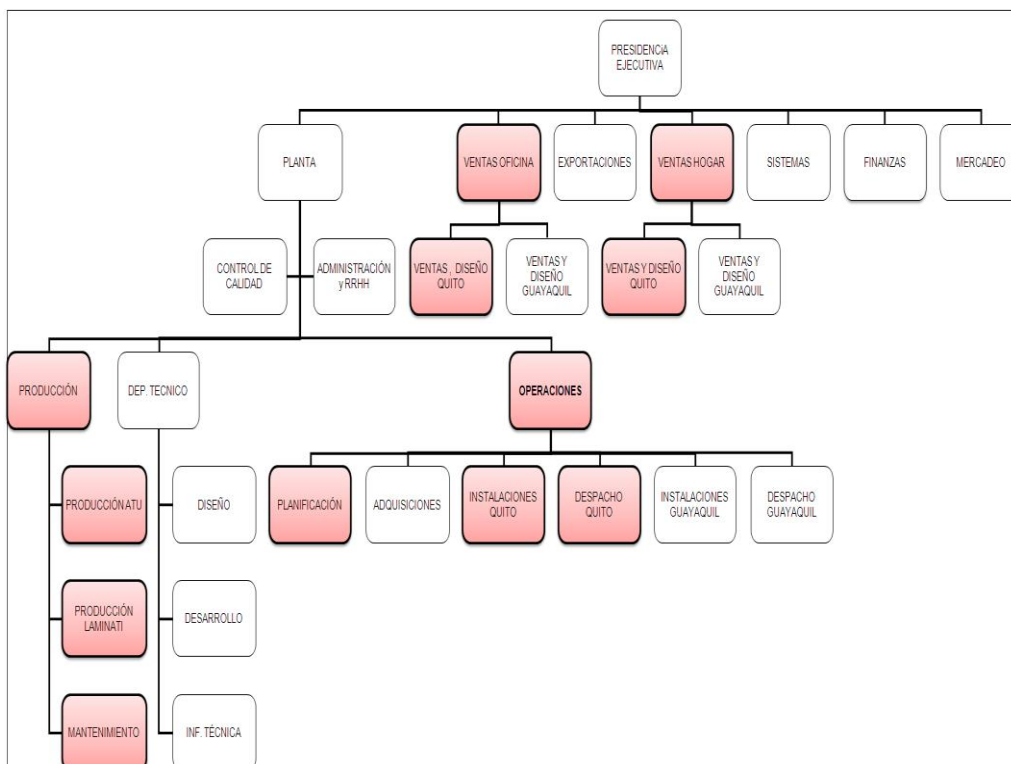 PRESIDENCiA
EJECUTIVA
PLANTA
VENTAS OFICINA
EXPORTACIONES
VENTAS HOGAR
SISTEMAS
FINANZAS
MERCADEO
CONTROL DE
CALIDAD
ADMINISTRACIÓN
y RRHH
VENTAS , DISEÑO
QUITO
VENTAS Y
DISEÑO
GUAYAQUIL
VENTAS Y DISEÑO
QUITO
VENTAS Y
DISEÑO
GUAYAQUIL
PRODUCCIÓN
DEP. TECNICO
OPERACIONES
PRODUCCIÓN ATU
DISEÑO
PLANIFICACIÓN
ADQUISICIONES
INSTALACIONES
QUITO
DESPACHO
QUITO
INSTALACIONES
GUAYAQUIL
DESPACHO
GUAYAQUIL
PRODUCCIÓN
LAMINATI
DESARROLLO
MANTENIMIENTO
INF. TÉCNICA